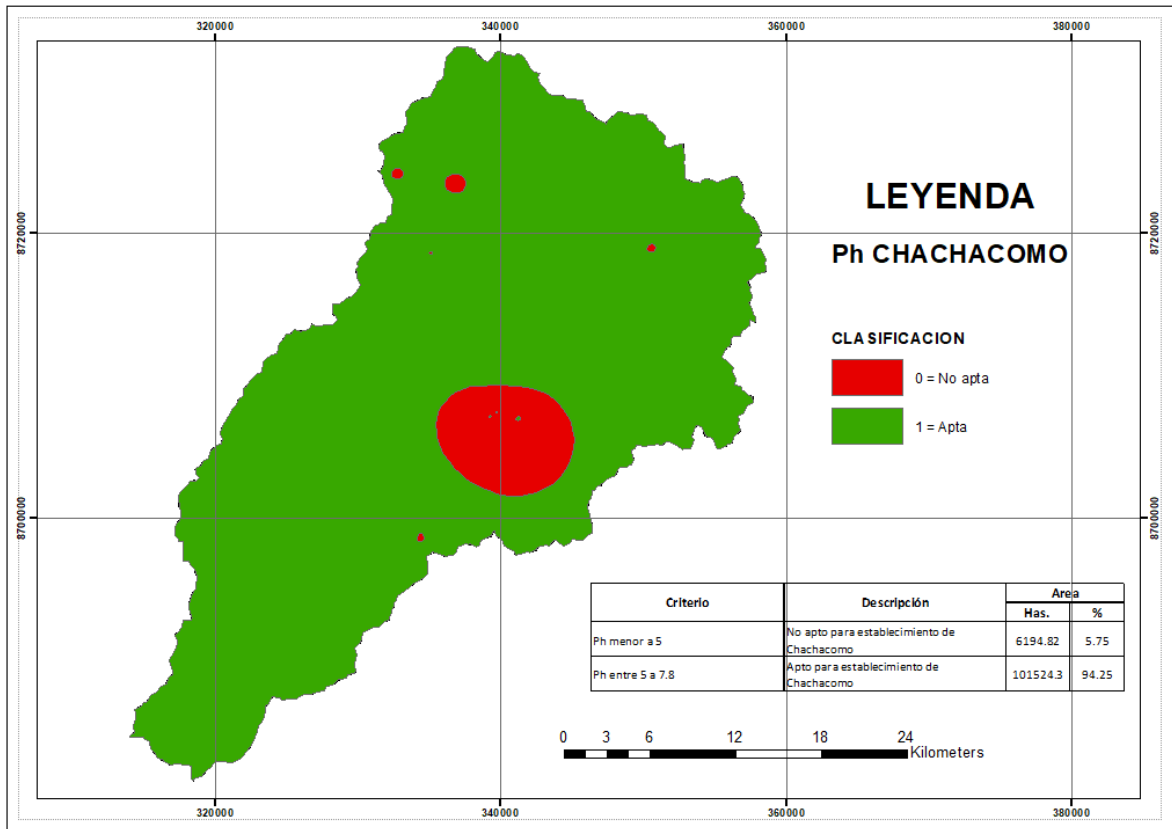 320000 340000 360000 380000
8720000 8720000
8700000 8700000
LEYENDA
Ph CHACHACOMO
CLASIFICACION
0 = No apta
1 = Apta
Criterio Descripción Area
Has. %
Ph menor a 5 No apto para establecimiento de Chachacomo 6194.82 5.75
Ph entre 5 a 7.8 Apto para establecimiento de Chachacomo 101524.3 94.25
0 3 6 12 18 24
Kilometers
320000 340000 360000 380000